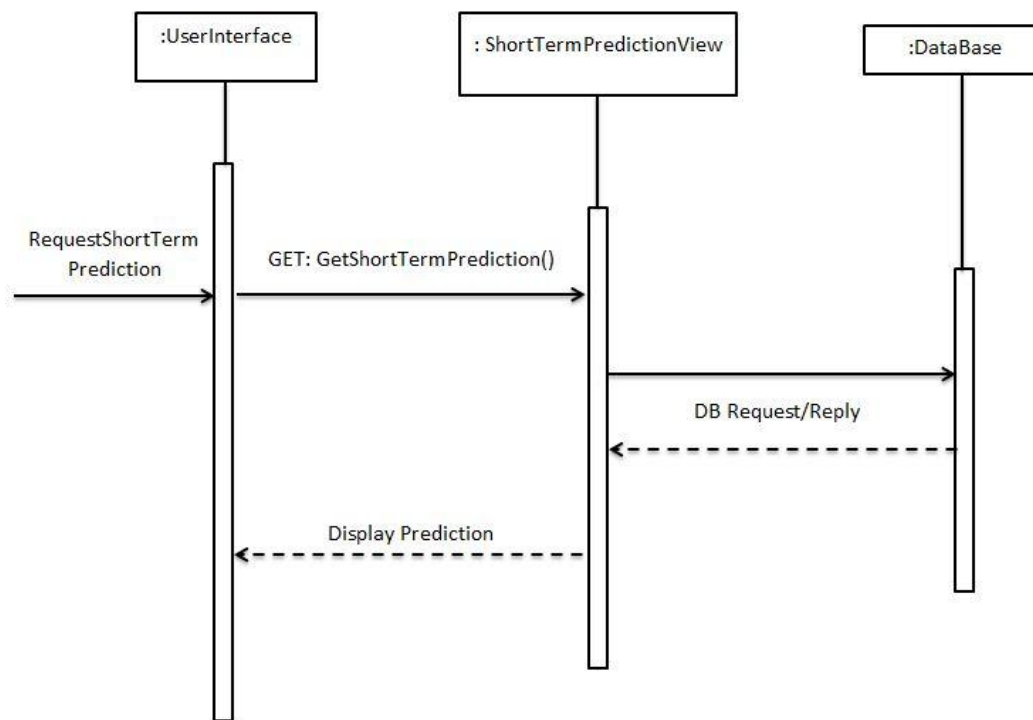 :UserInterface
: ShortTermPredictionView
:DataBase
RequestShortTerm
Prediction
GET: GetShortTermPrediction()
DB Request/Reply
Display Prediction